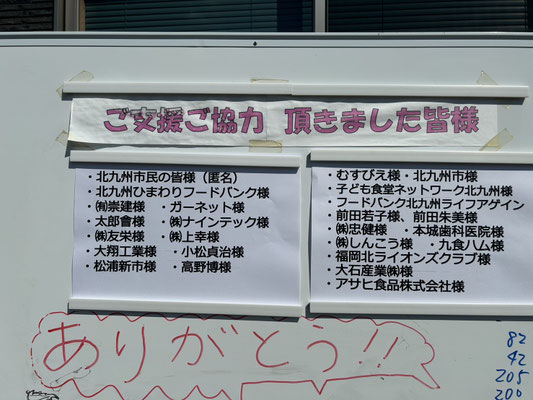 ご支援ご協力 頂きました皆様
・北九州市民の皆様（匿名）
・北九州ひまわりフードバンク様
・㈲崇建様 ・ガーネット様
・太郎會様 ・㈱ナインテック様
・㈱友栄様 ・㈱上幸様
・大翔工業様 ・小松貞治様
・松浦新市様 ・高野博様
・むすびえ様・北九州市様
・子ども食堂ネットワーク北九州様
フードバンク北九州ライフアゲイン
・前田若子様、前田朱美様
・㈱忠健様 ・本城歯科医院様
・㈱しんこう様 ・九食ハム様
・福岡北ライオンズクラブ様
・大石産業㈱様
・アサヒ食品株式会社様
ありがとう!!
82
42
205
200